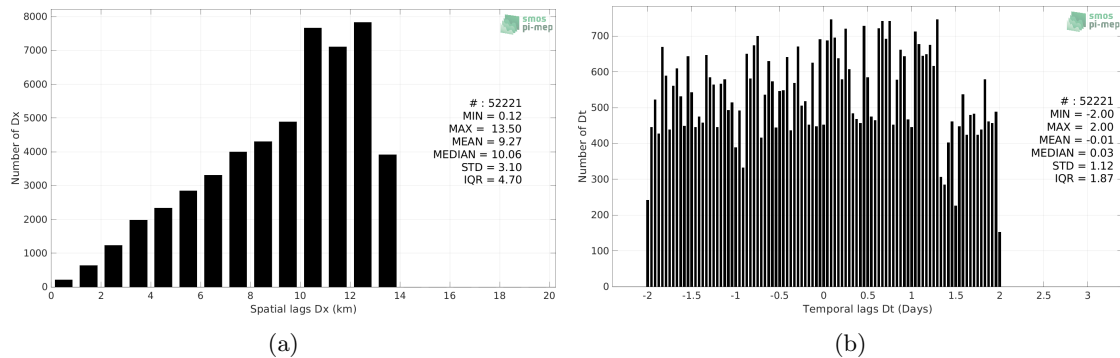 smos
pi-mep
8000
7000
6000
5000
4000
3000
2000
1000
0
Number of Dx
# : 52221
MIN = 0.12
MAX = 13.50
MEAN = 9.27
MEDIAN = 10.06
STD = 3.10
IQR = 4.70
0 2 4 6 8 10 12 14 16 18 20
Spatial lags Dx (km)
(a)
smos
pi-mep
700
600
500
400
300
200
100
0
Number of Dt
# : 52221
MIN = -2.00
MAX = 2.00
MEAN = -0.01
MEDIAN = 0.03
STD = 1.12
IQR = 1.87
-2 -1.5 -1 -0.5 0 0.5 1 1.5 2 2.5 3
Temporal lags Dt (Days)
(b)